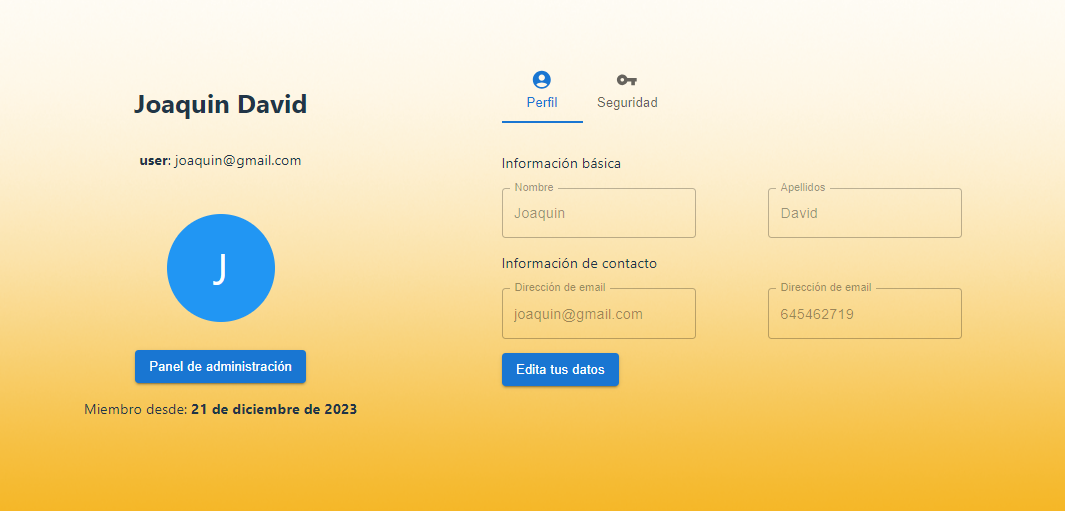 Joaquin David
user: joaquin@gmail.com
J
Panel de administración
Miembro desde: 21 de diciembre de 2023
Perfil
Seguridad
Información básica
Nombre
Joaquin
Apellidos
David
Información de contacto
Dirección de email
joaquin@gmail.com
Dirección de email
645462719
Edita tus datos